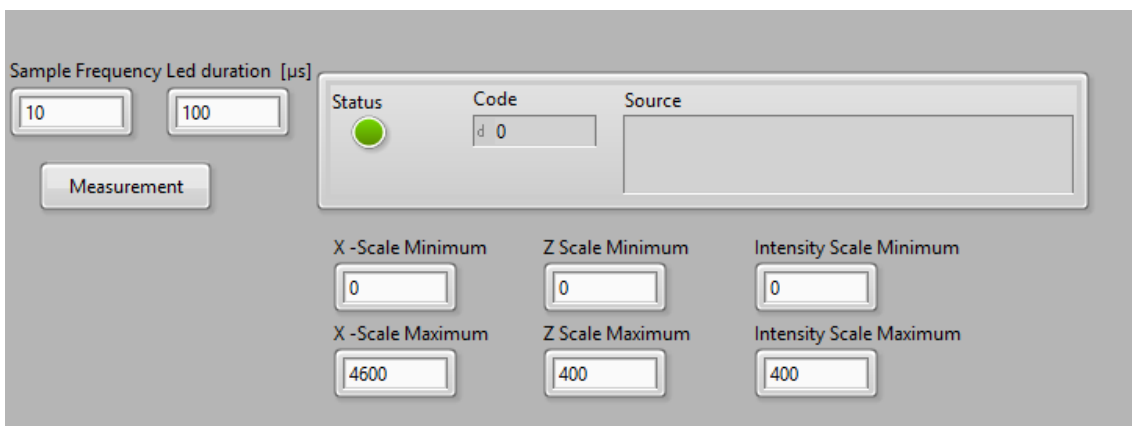 Sample Frequency Led duration [µs]
10 100
Measurement
Status Code Source
d 0
X -Scale Minimum Z Scale Minimum Intensity Scale Minimum
0 0 0
X -Scale Maximum Z Scale Maximum Intensity Scale Maximum
4600 400 400